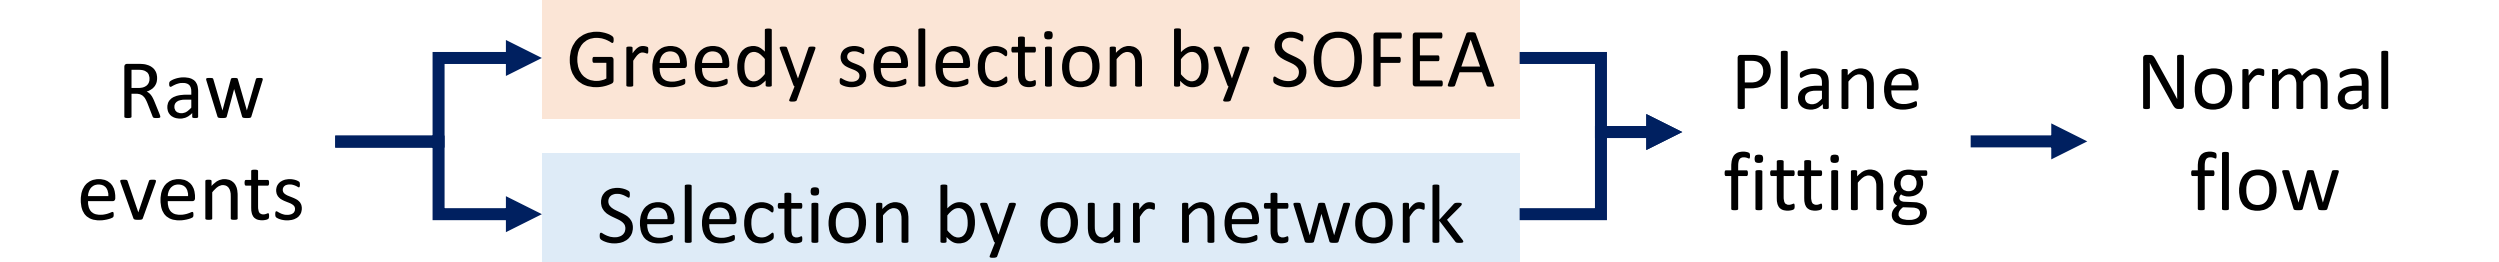 Raw
events
Greedy selection by SOFEA
Selection by our network
Plane
fitting
Normal
flow